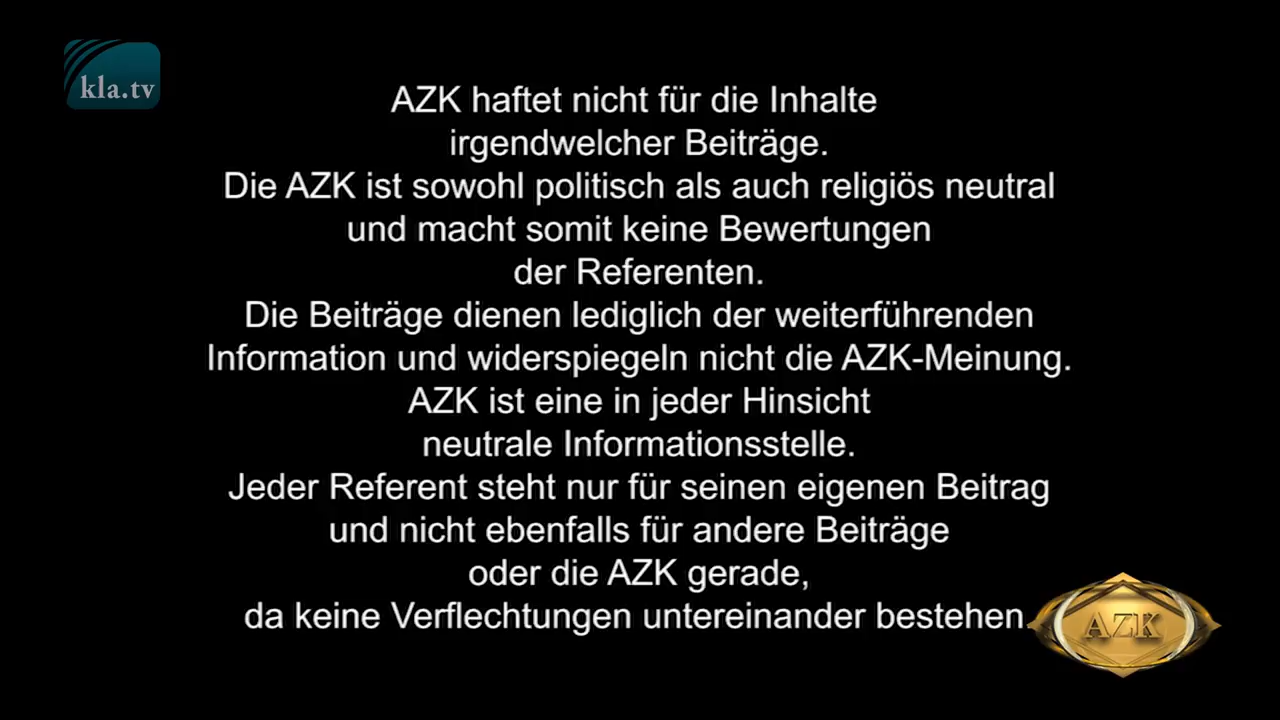 kla.tv
AZK haftet nicht für die Inhalte
irgendwelcher Beiträge.
Die AZK ist sowohl politisch als auch religiös neutral
und macht somit keine Bewertungen
der Referenten.
Die Beiträge dienen lediglich der weiterführenden
Information und widerspiegeln nicht die AZK-Meinung.
AZK ist eine in jeder Hinsicht
neutrale Informationsstelle.
Jeder Referent steht nur für seinen eigenen Beitrag
und nicht ebenfalls für andere Beiträge
oder die AZK gerade,
da keine Verflechtungen untereinander bestehen.
AZK